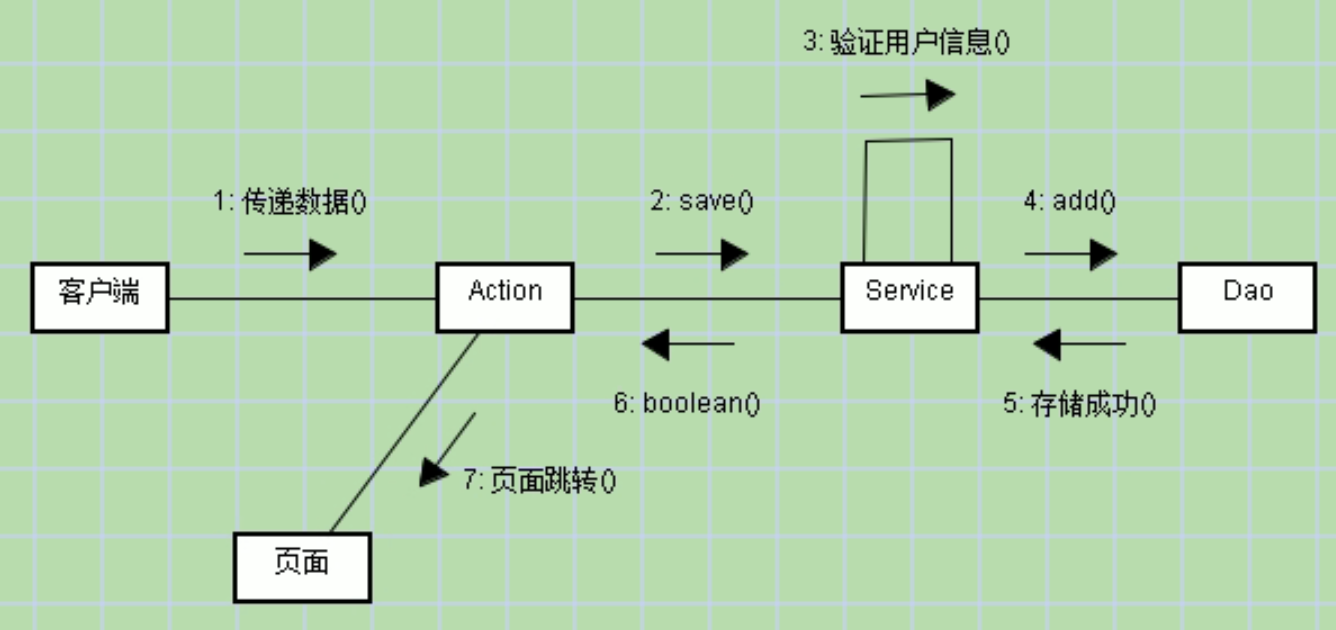 3: 验证用户信息()
1: 传递数据()
2: save()
4: add()
客户端
Action
Service
Dao
6: boolean()
5: 存储成功()
7: 页面跳转()
页面